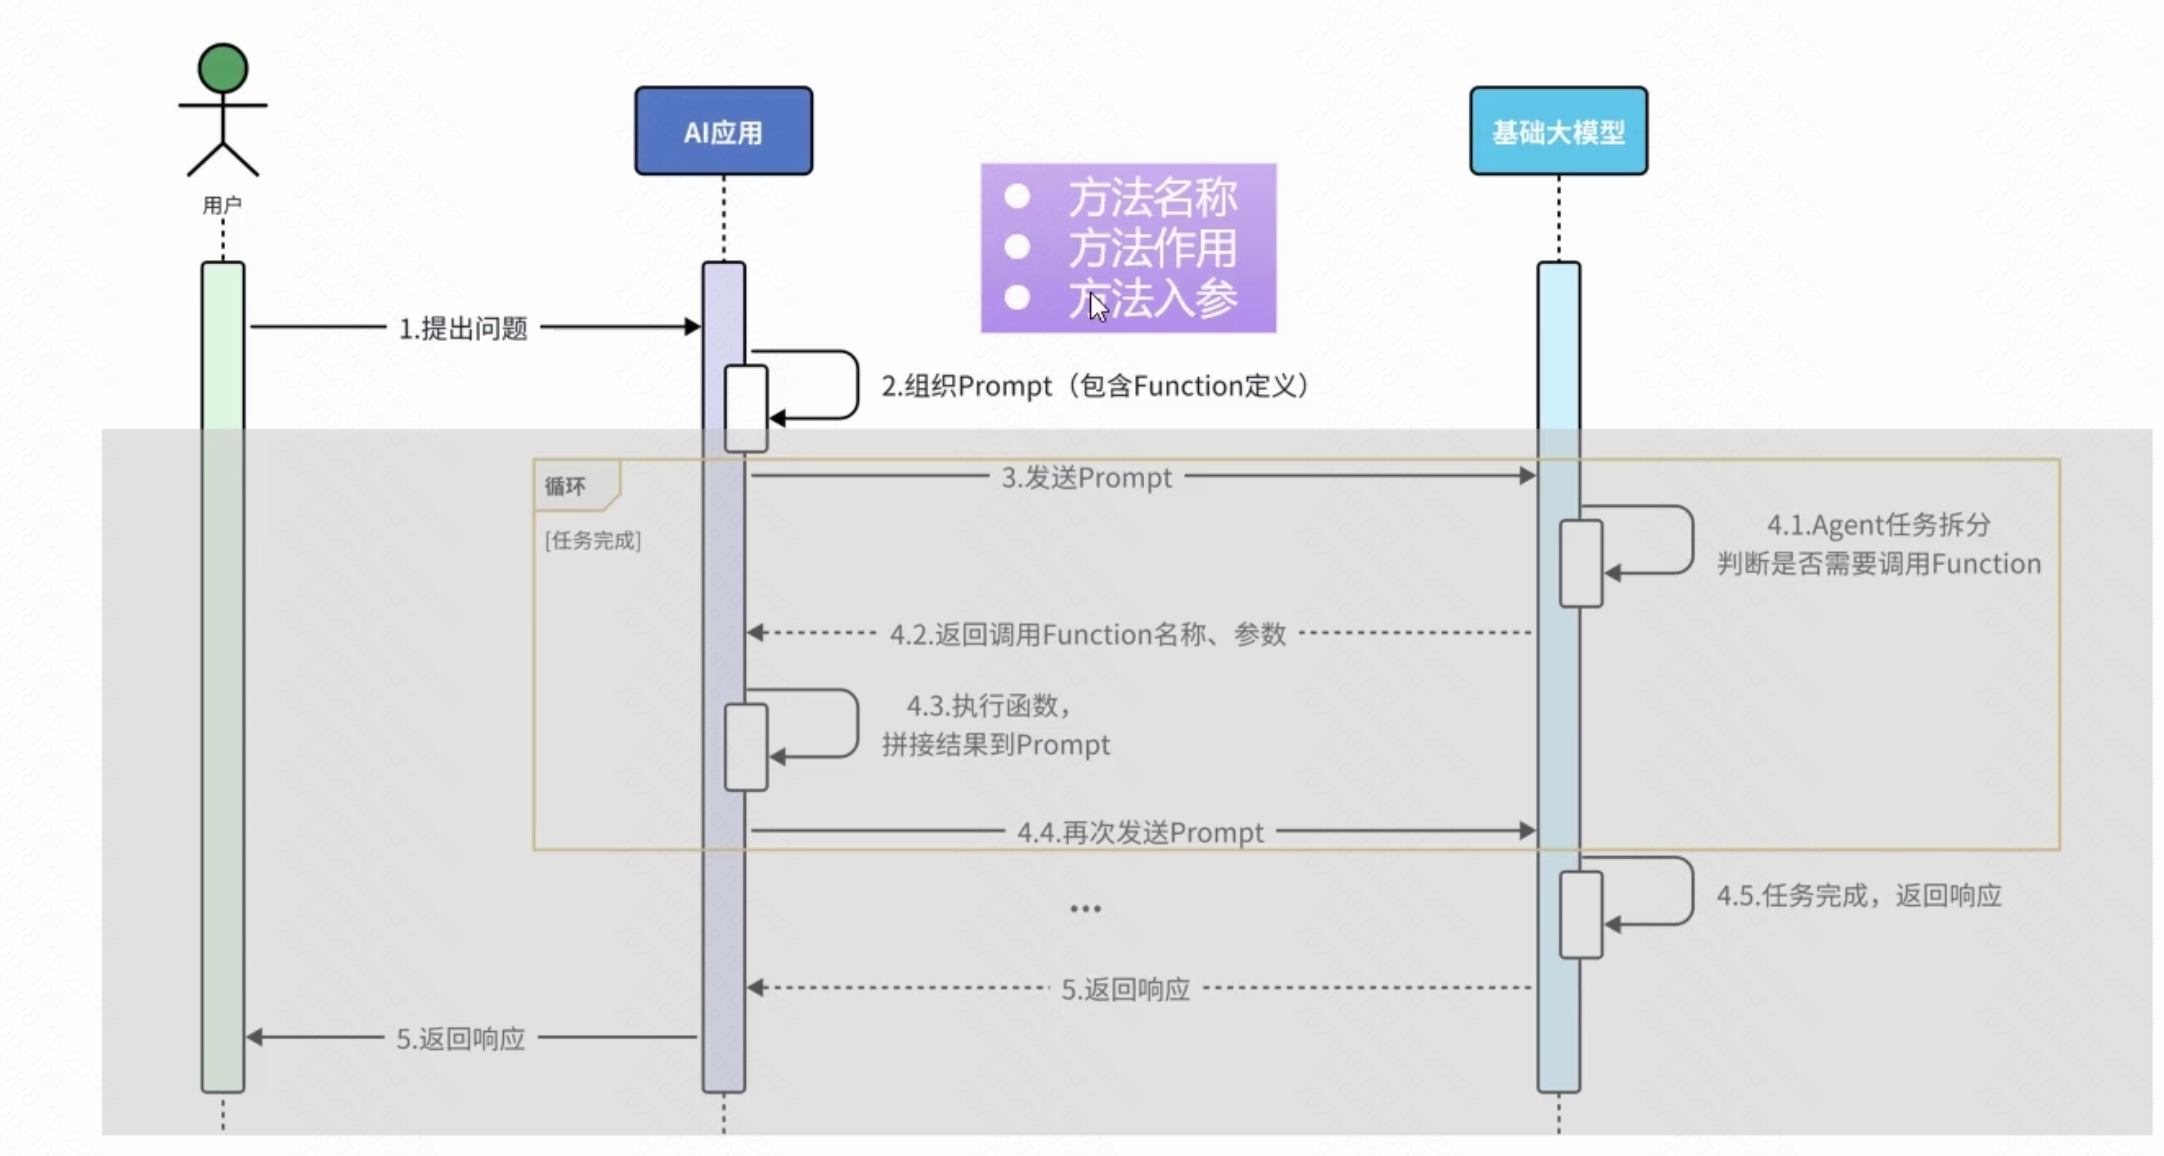 AI应用
基础大模型
用户
方法名称
方法作用
方法入参
1.提出问题
2.组织Prompt（包含Function定义）
循环
[任务完成]
3.发送Prompt
4.1.Agent任务拆分
判断是否需要调用Function
4.2.返回调用Function名称、参数
4.3.执行函数，
拼接结果到Prompt
4.4.再次发送Prompt
4.5.任务完成，返回响应
...
5.返回响应
5.返回响应